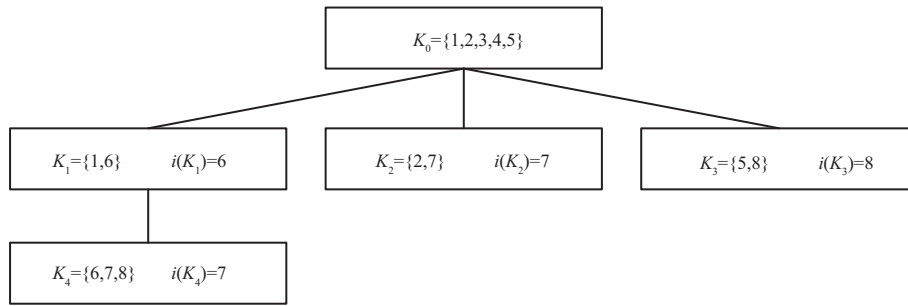 K₀={1,2,3,4,5}
K₁={1,6} i(K₁)=6
K₂={2,7} i(K₂)=7
K₃={5,8} i(K₃)=8
K₄={6,7,8} i(K₄)=7